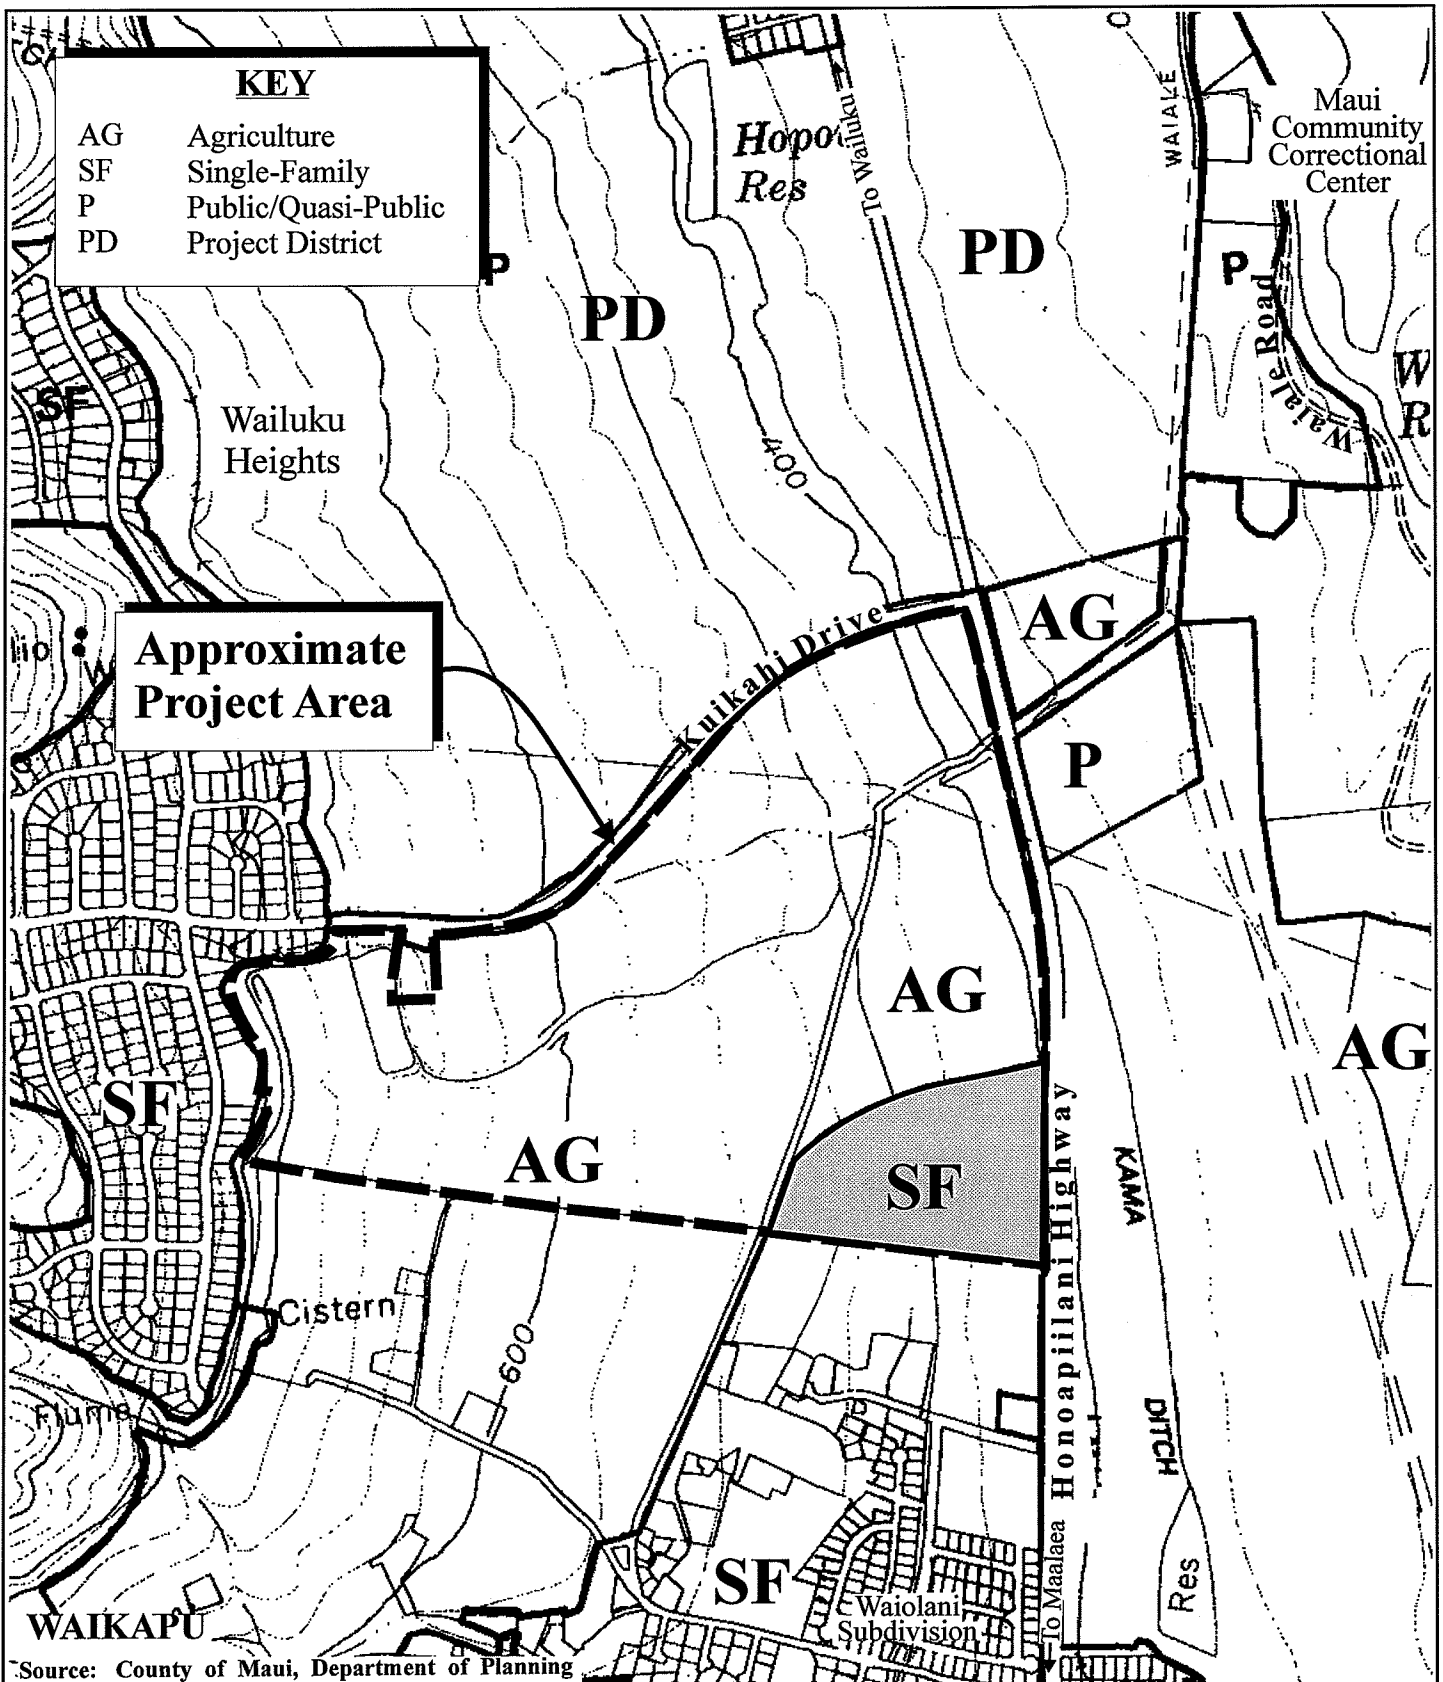 KEY
AG Agriculture
SF Single-Family
P Public/Quasi-Public
PD Project District
P
Hopoi
Res
To Wailuku
WAIALE
Maui
Community
Correctional
Center
PD
PD
P
Waiale Road
W
R
SF
Wailuku
Heights
400
Approximate
Project Area
Kuikahi Drive
AG
P
AG
AG
SF
AG
SF
Honoapiilani Highway
KAMA
DITCH
Cistern
600
Flume
Res
SF
Waiolani
Subdivision
To Maalaea
WAIKAPU
Source: County of Maui, Department of Planning